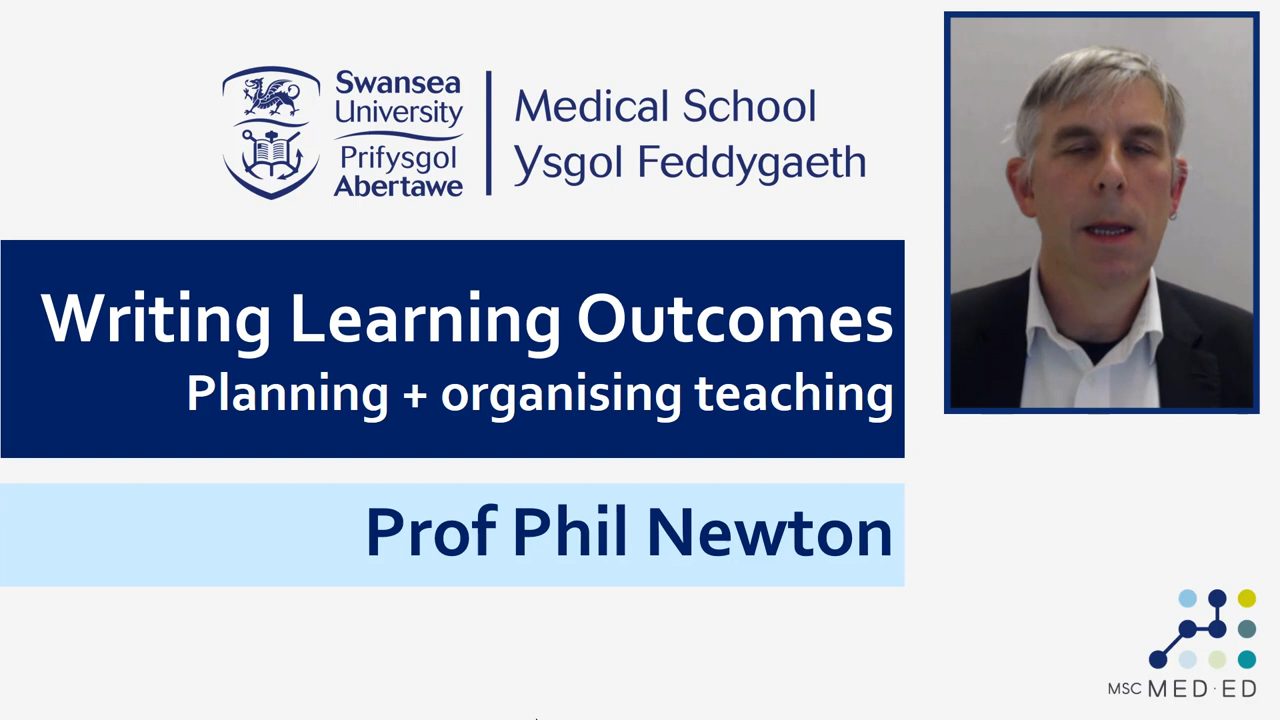 Swansea
University
Prifysgol
Abertawe
Medical School
Ysgol Feddygaeth
Writing Learning Outcomes
Planning + organising teaching
Prof Phil Newton
MSC MED·ED